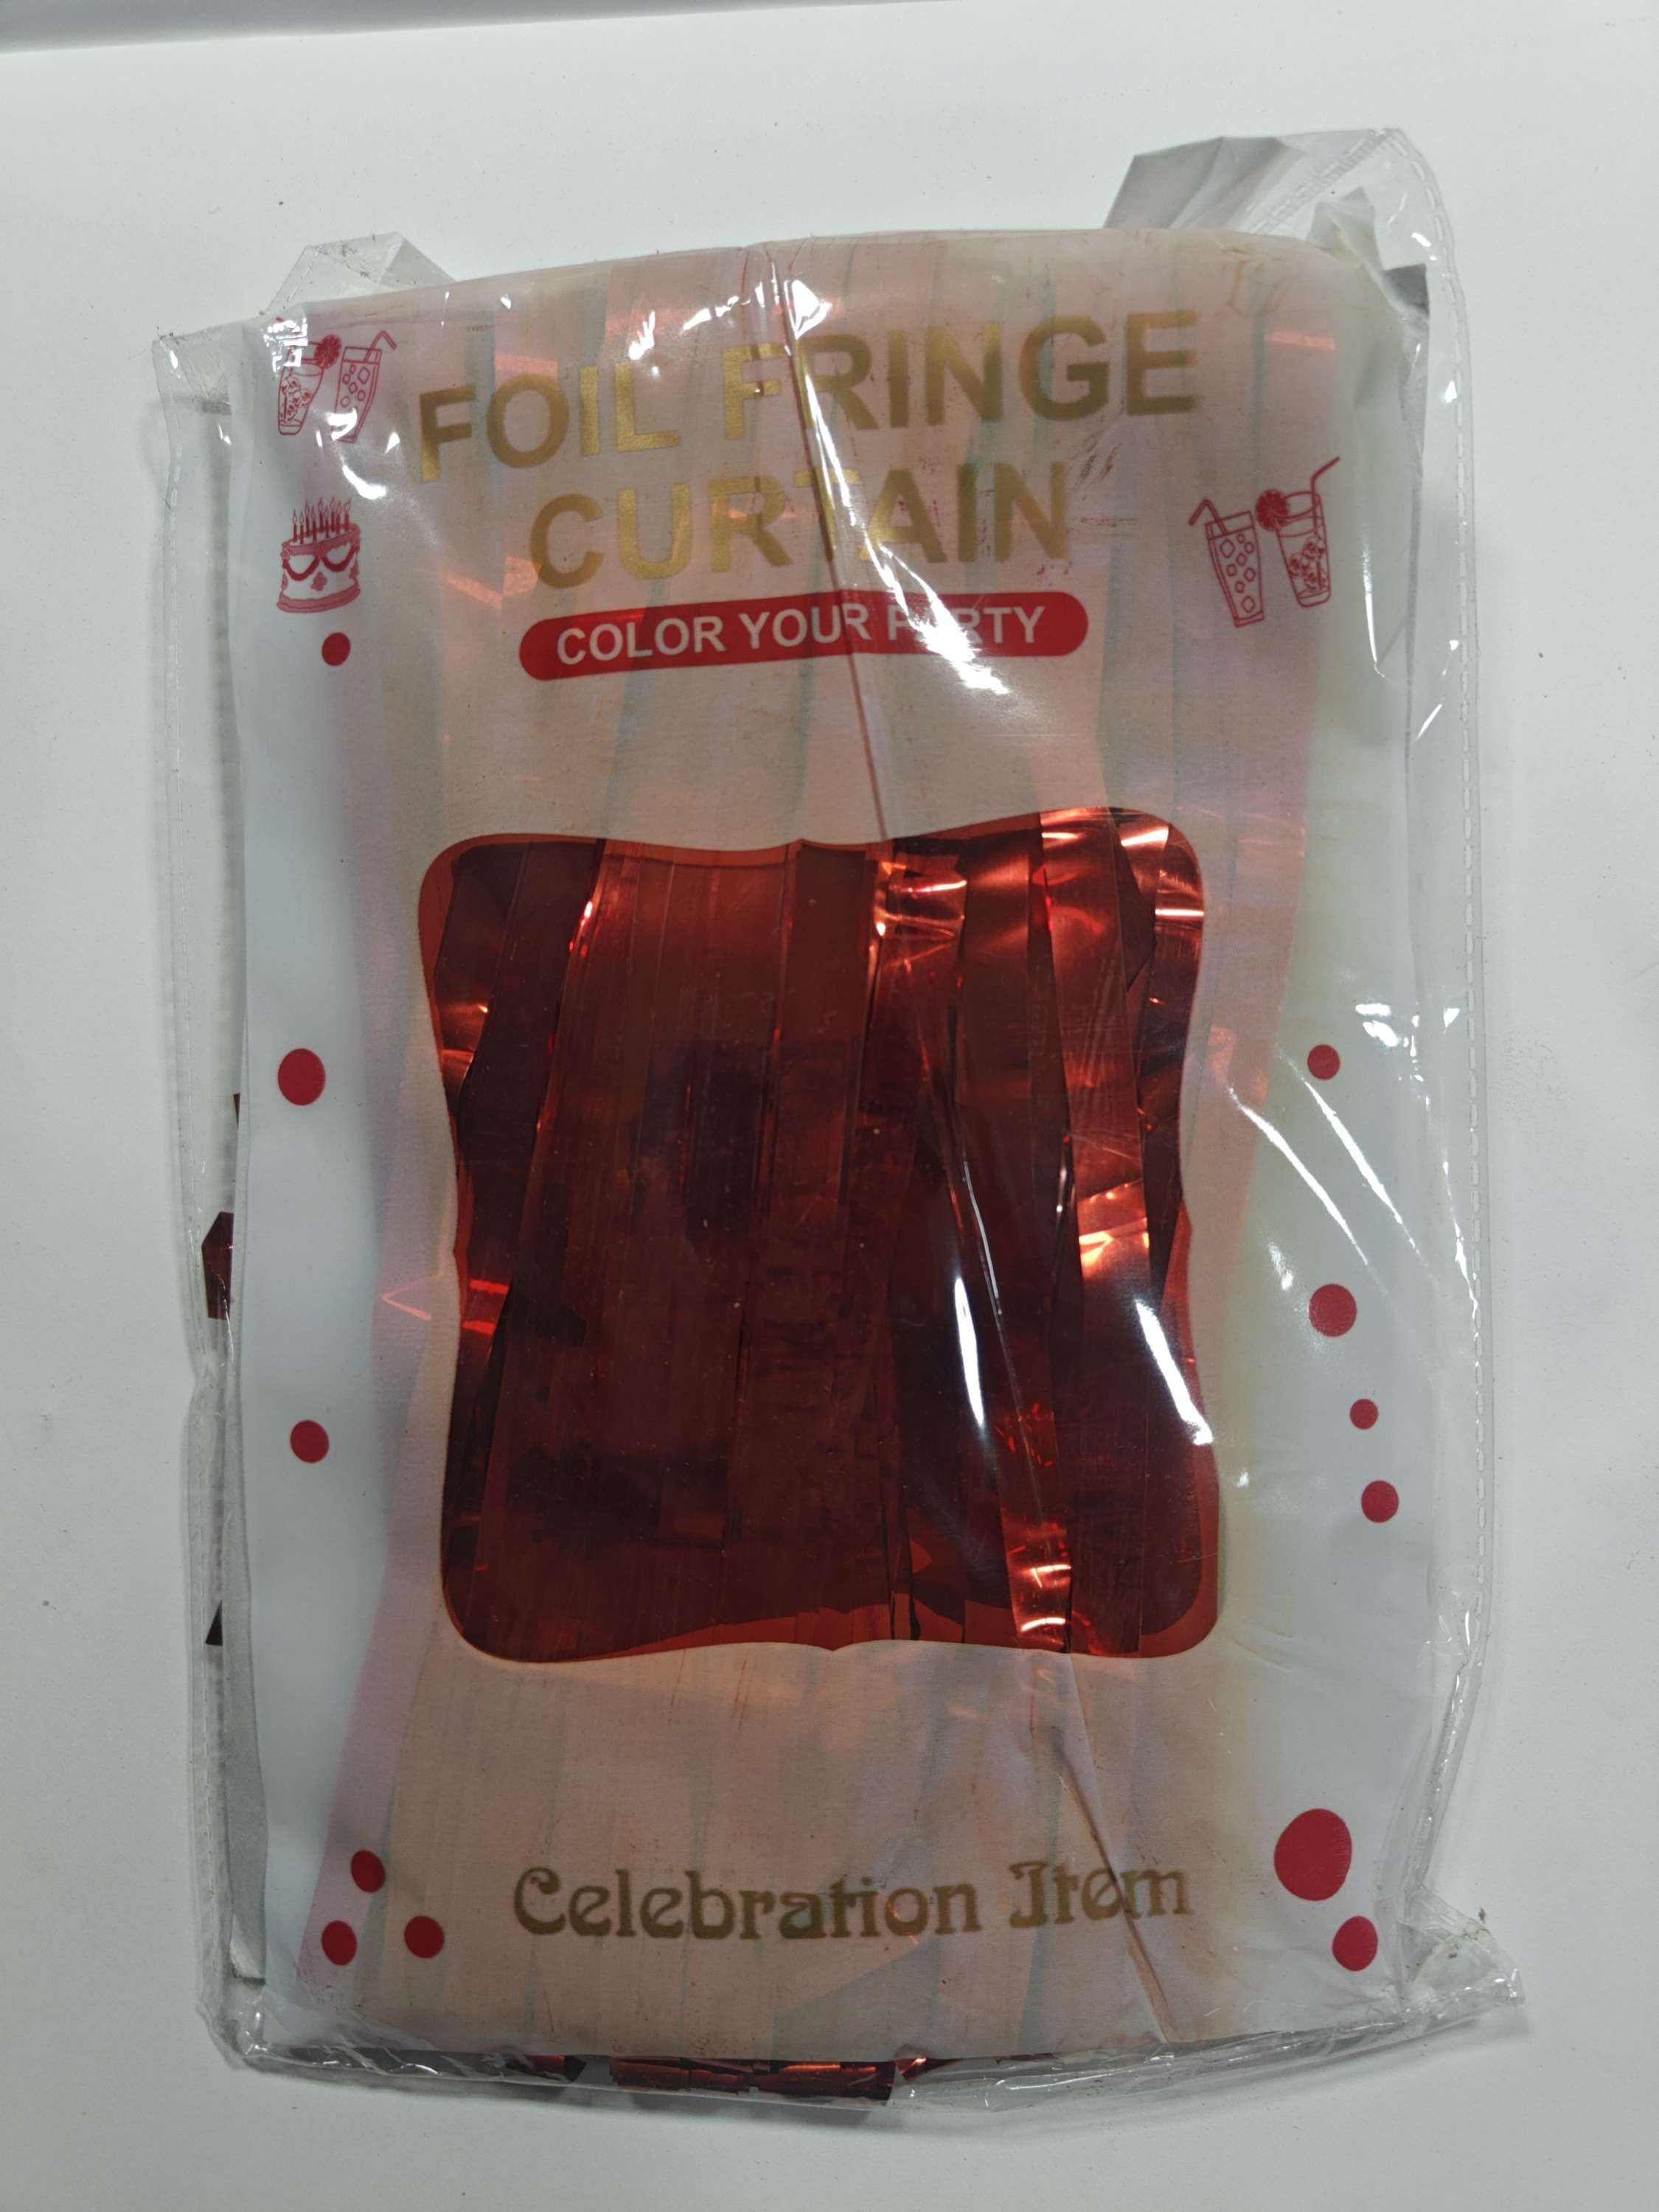 FOIL FRINGE
CURTAIN
COLOR YOUR PARTY
Celebration Item